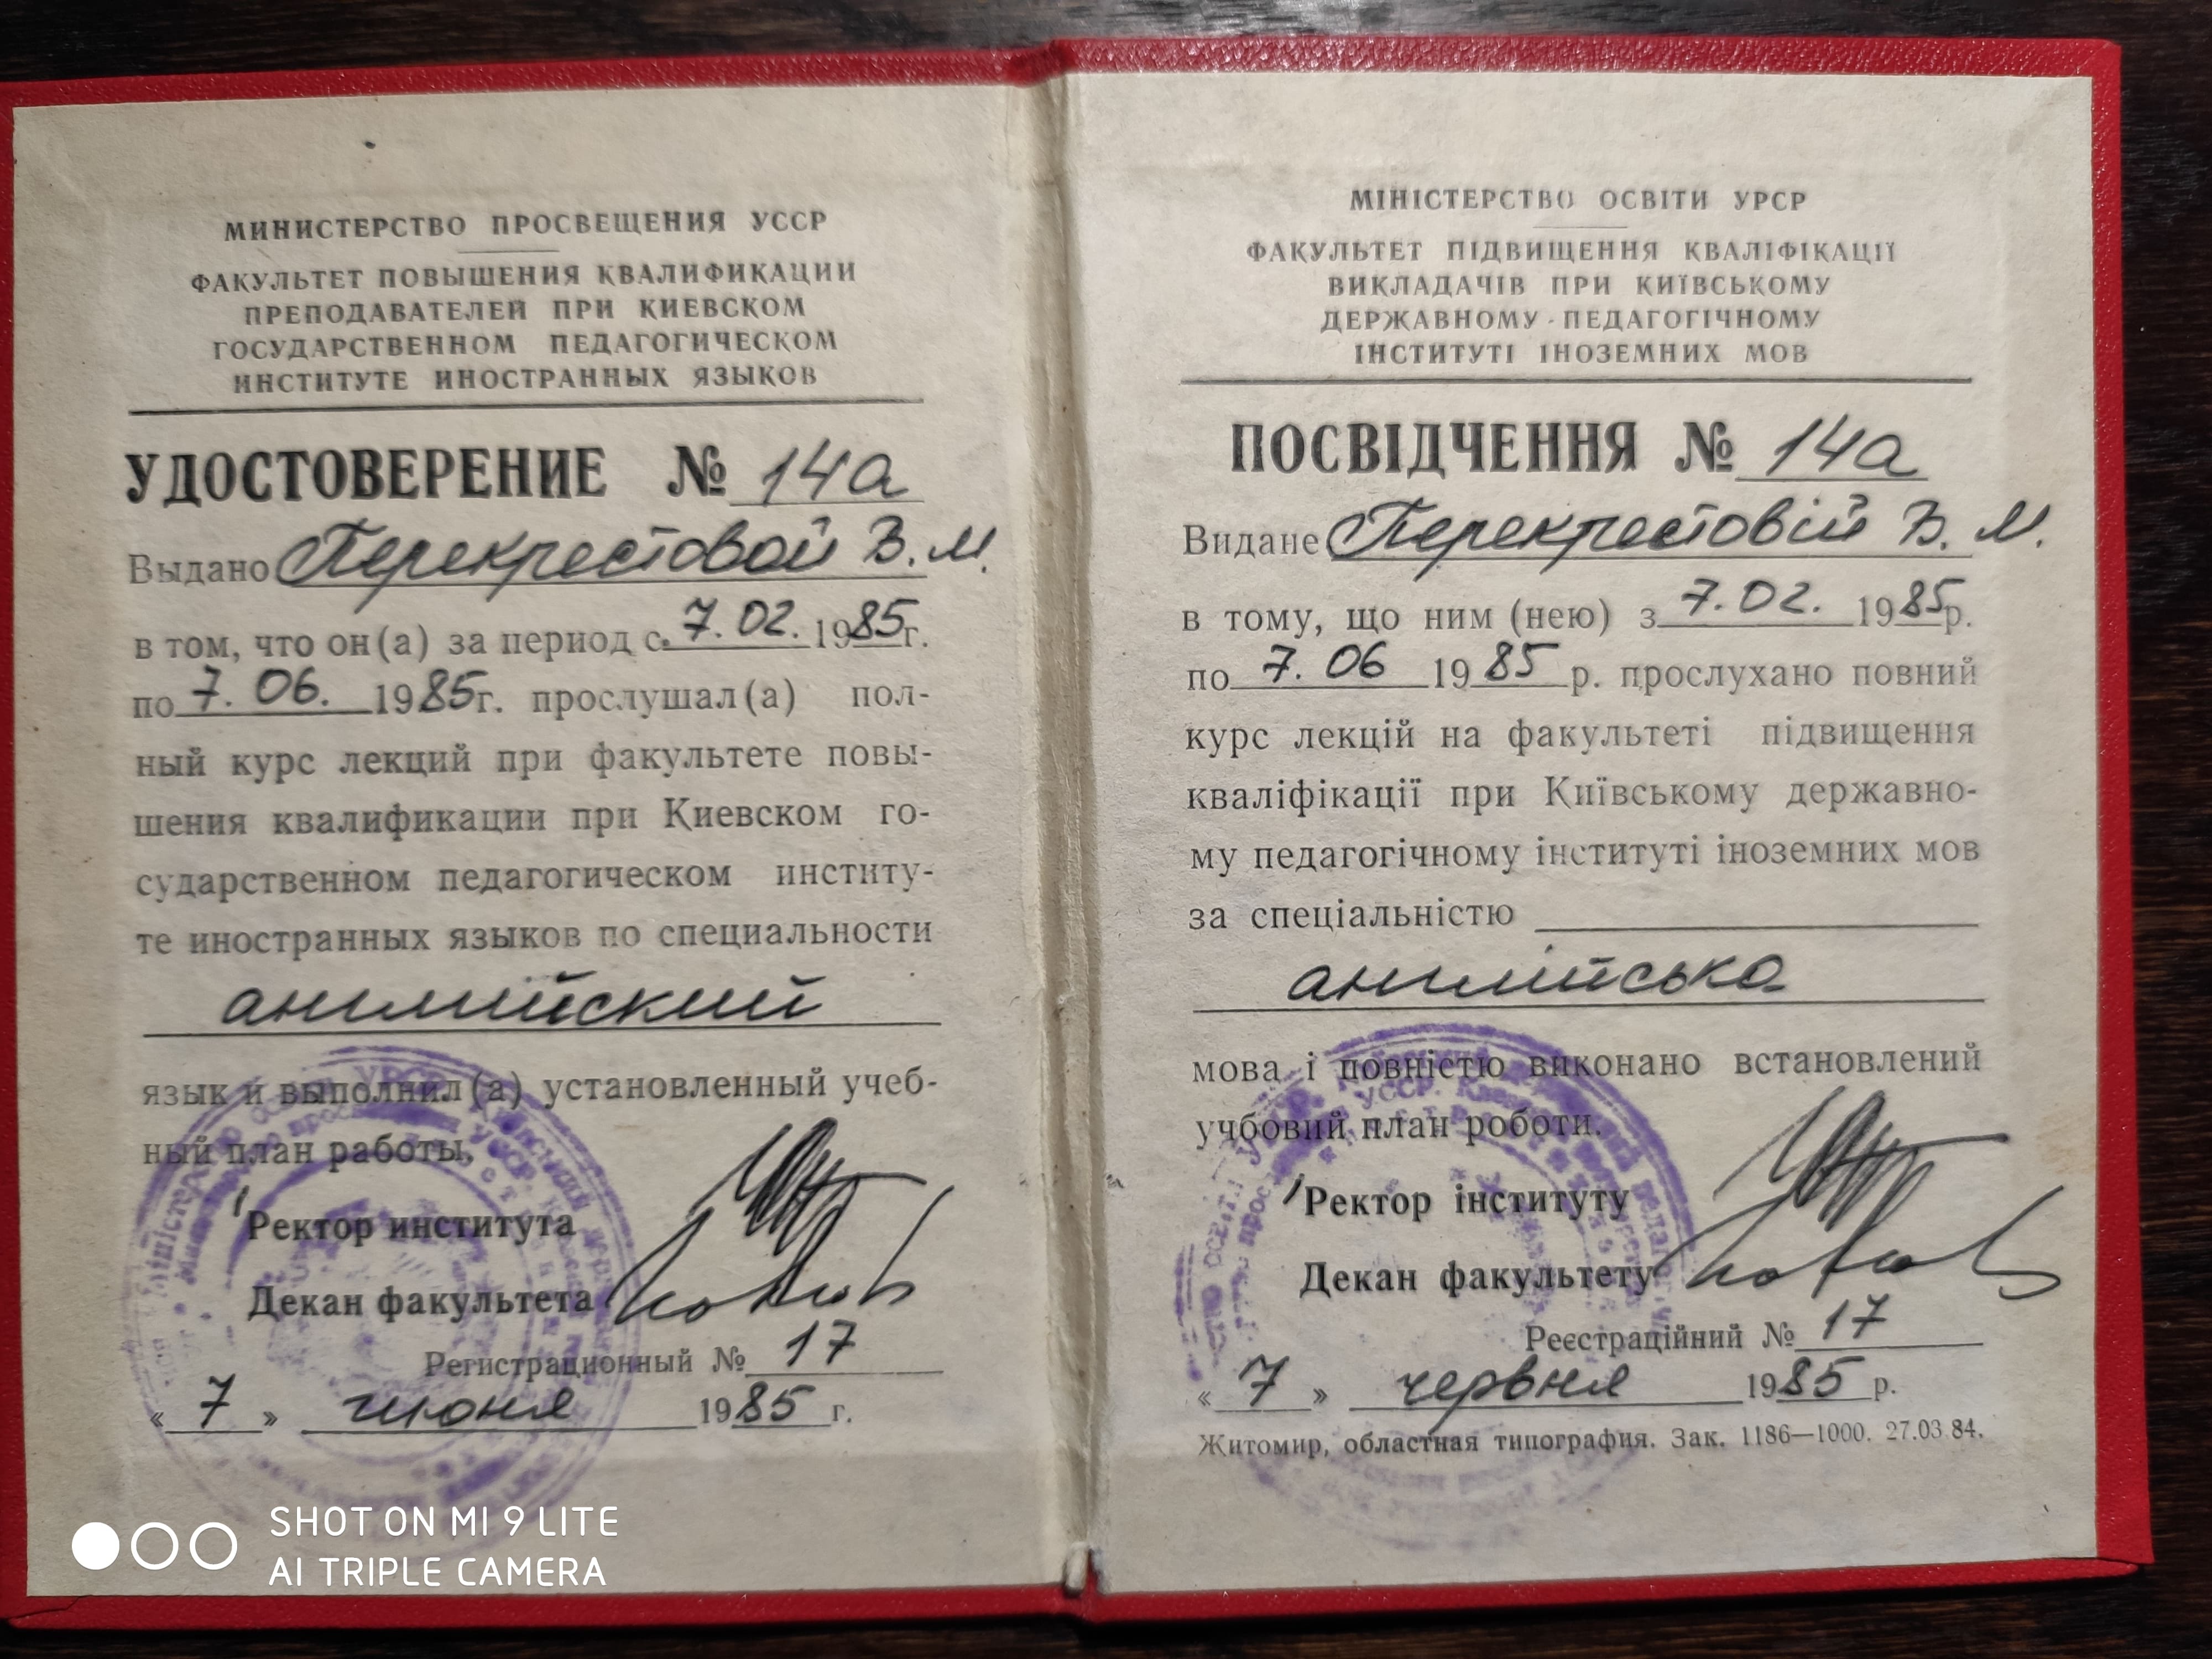 МИНИСТЕРСТВО ПРОСВЕЩЕНИЯ УССР
ФАКУЛЬТЕТ ПОВЫШЕНИЯ КВАЛИФИКАЦИИ
ПРЕПОДАВАТЕЛЕЙ ПРИ КИЕВСКОМ
ГОСУДАРСТВЕННОМ ПЕДАГОГИЧЕСКОМ
ИНСТИТУТЕ ИНОСТРАННЫХ ЯЗЫКОВ
УДОСТОВЕРЕНИЕ № 14а
Выдано Перекрестовой В. М.
в том, что он(а) за период с 7.02. 1985г.
по 7. 06. 1985г. прослушал(а) пол-
ный курс лекций при факультете повы-
шения квалификации при Киевском го-
сударственном педагогическом институ-
те иностранных языков по специальности
английский
язык и выполнил(а) установленный учеб-
ный план работы.
Ректор института
Декан факультета
Регистрационный № 17
« 7 » июня 1985 г.
МІНІСТЕРСТВО ОСВІТИ УРСР
ФАКУЛЬТЕТ ПІДВИЩЕННЯ КВАЛІФІКАЦІЇ
ВИКЛАДАЧІВ ПРИ КИЇВСЬКОМУ
ДЕРЖАВНОМУ ПЕДАГОГІЧНОМУ
ІНСТИТУТІ ІНОЗЕМНИХ МОВ
ПОСВІДЧЕННЯ № 14а
Видане Перекрестовій В. М.
в тому, що ним (нею) з 7.02. 1985р.
по 7. 06 1985 р. прослухано повний
курс лекцій на факультеті підвищення
кваліфікації при Київському державно-
му педагогічному інституті іноземних мов
за спеціальністю
англійська
мова і повністю виконано встановлений
учбовий план роботи.
Ректор інституту
Декан факультету
Реєстраційний № 17
« 7 » червня 1985 р.
Житомир, областная типография. Зак. 1186—1000. 27.03 84.
SHOT ON MI 9 LITE
AI TRIPLE CAMERA